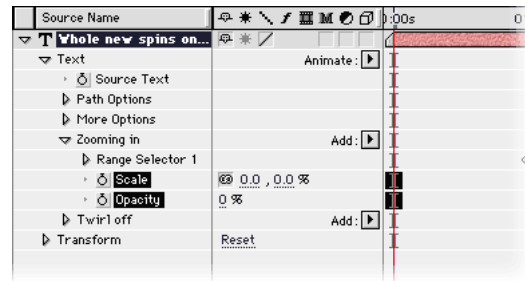 Source Name :00s 0
T Whole new spins on...
Text Animate:
Source Text
Path Options
More Options
Zooming in Add:
Range Selector 1
Scale 0.0 , 0.0 %
Opacity 0 %
Twirl off Add:
Transform Reset